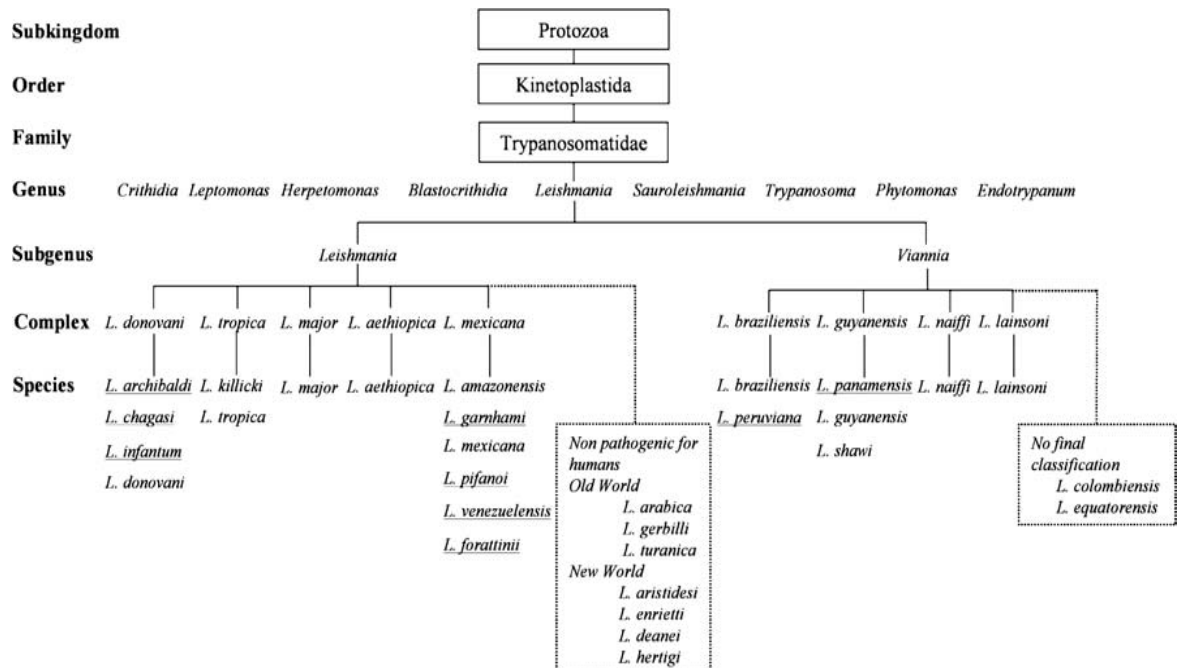 Subkingdom Protozoa
Order Kinetoplastida
Family Trypanosomatidae
Genus Crithidia Leptomonas Herpetomonas Blastocrithidia Leishmania Sauroleishmania Trypanosoma Phytomonas Endotrypanum
Subgenus Leishmania Viannia
Complex L. donovani L. tropica L. major L. aethiopica L. mexicana L. braziliensis L. guyanensis L. naiffi L. lainsoni
Species L. archibaldi L. killicki L. major L. aethiopica L. amazonensis L. braziliensis L. panamensis L. naiffi L. lainsoni
L. chagasi L. tropica L. garnhami L. peruviana L. guyanensis
L. infantum L. mexicana L. shawi
L. donovani L. pifanoi
L. venezuelensis
L. forattinii
Non pathogenic for
humans
Old World
L. arabica
L. gerbilli
L. turanica
New World
L. aristidesi
L. enrietti
L. deanei
L. hertigi
No final
classification
L. colombiensis
L. equatorensis